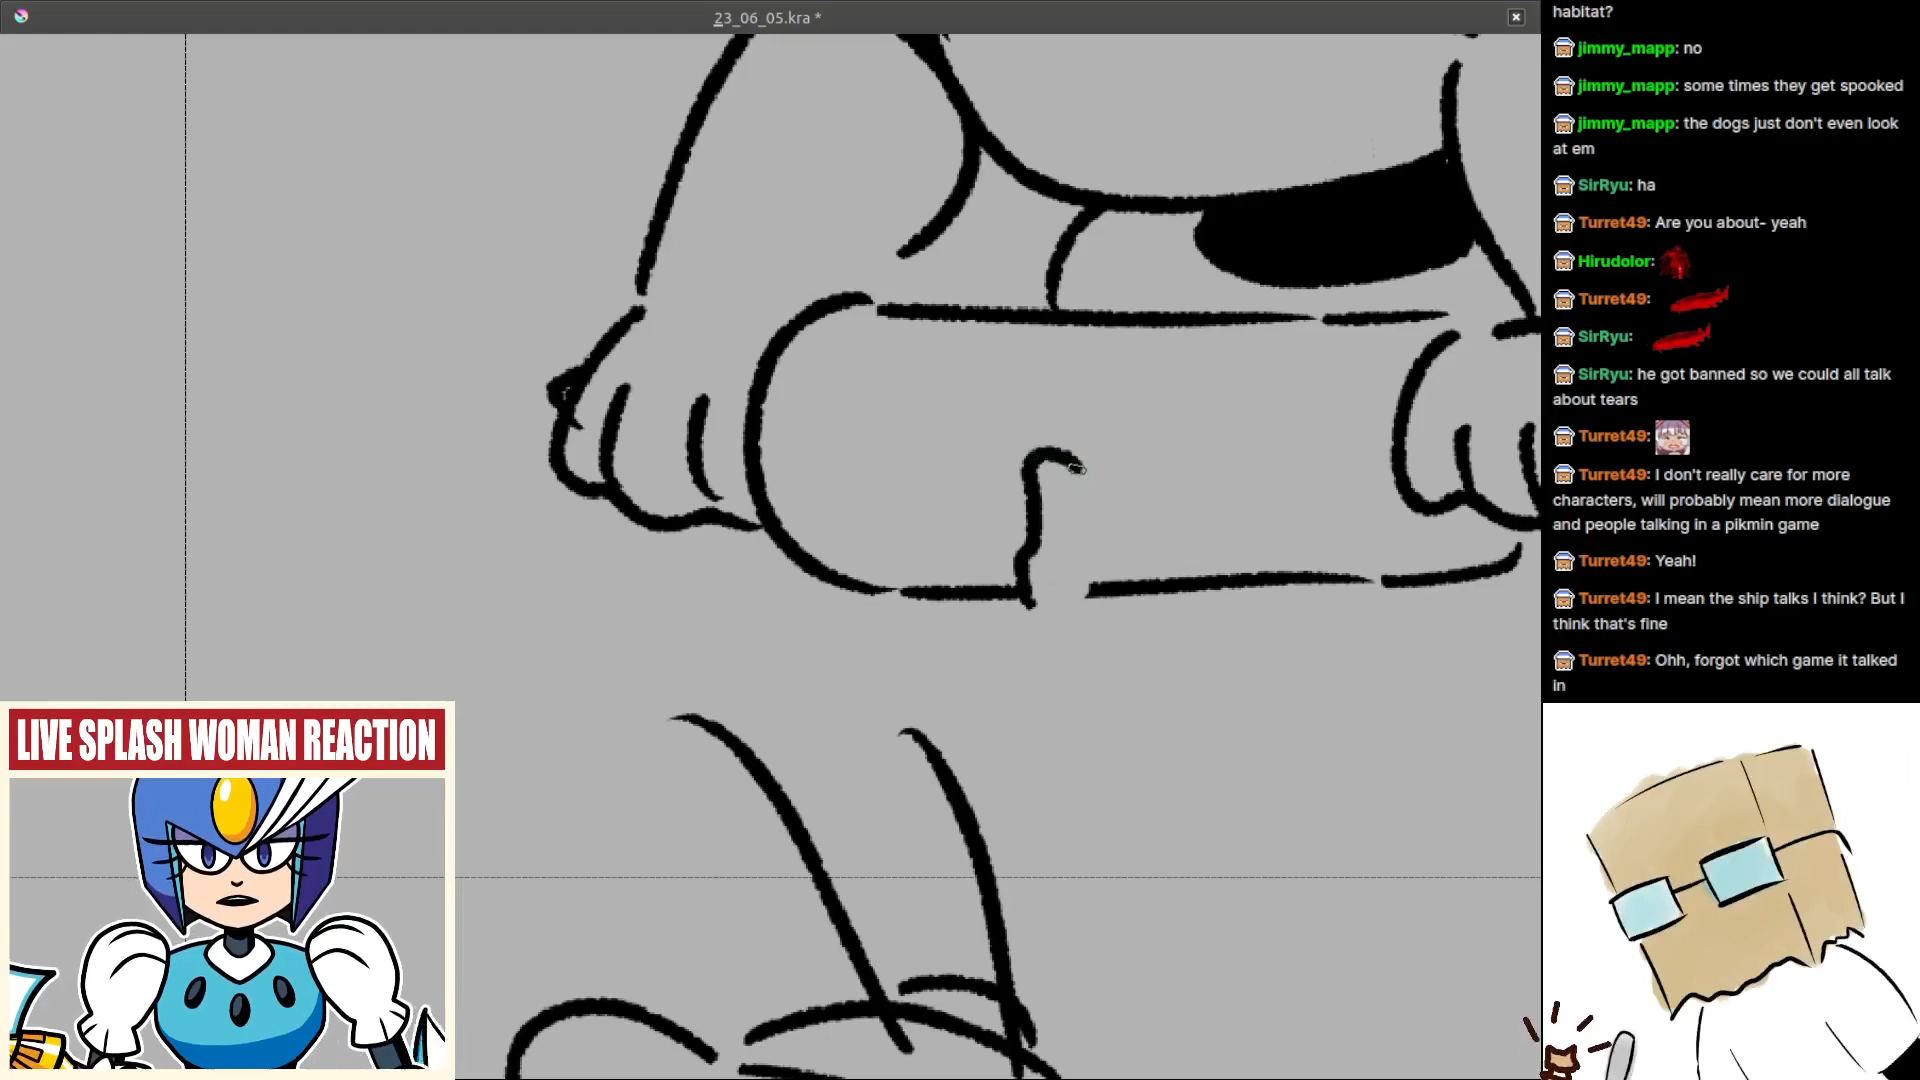 23_06_05.kra *
habitat?
jimmy_mapp: no
jimmy_mapp: some times they get spooked
jimmy_mapp: the dogs just don't even look
at em
SirRyu: ha
Turret49: Are you about- yeah
Hirudolor:
Turret49:
SirRyu:
SirRyu: he got banned so we could all talk
about tears
Turret49:
Turret49: I don't really care for more
characters, will probably mean more dialogue
and people talking in a pikmin game
Turret49: Yeah!
Turret49: I mean the ship talks I think? But I
think that's fine
Turret49: Ohh, forgot which game it talked
in
LIVE SPLASH WOMAN REACTION